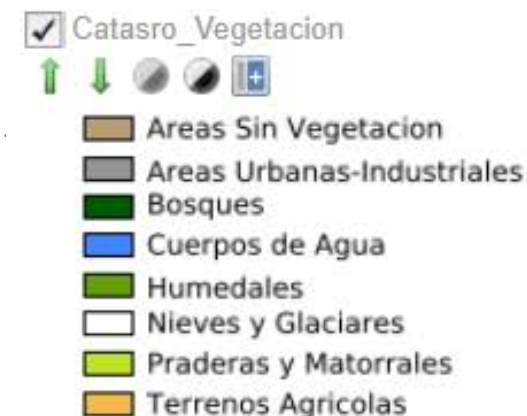 Catasro_Vegetacion
Areas Sin Vegetacion
Areas Urbanas-Industriales
Bosques
Cuerpos de Agua
Humedales
Nieves y Glaciares
Praderas y Matorrales
Terrenos Agricolas